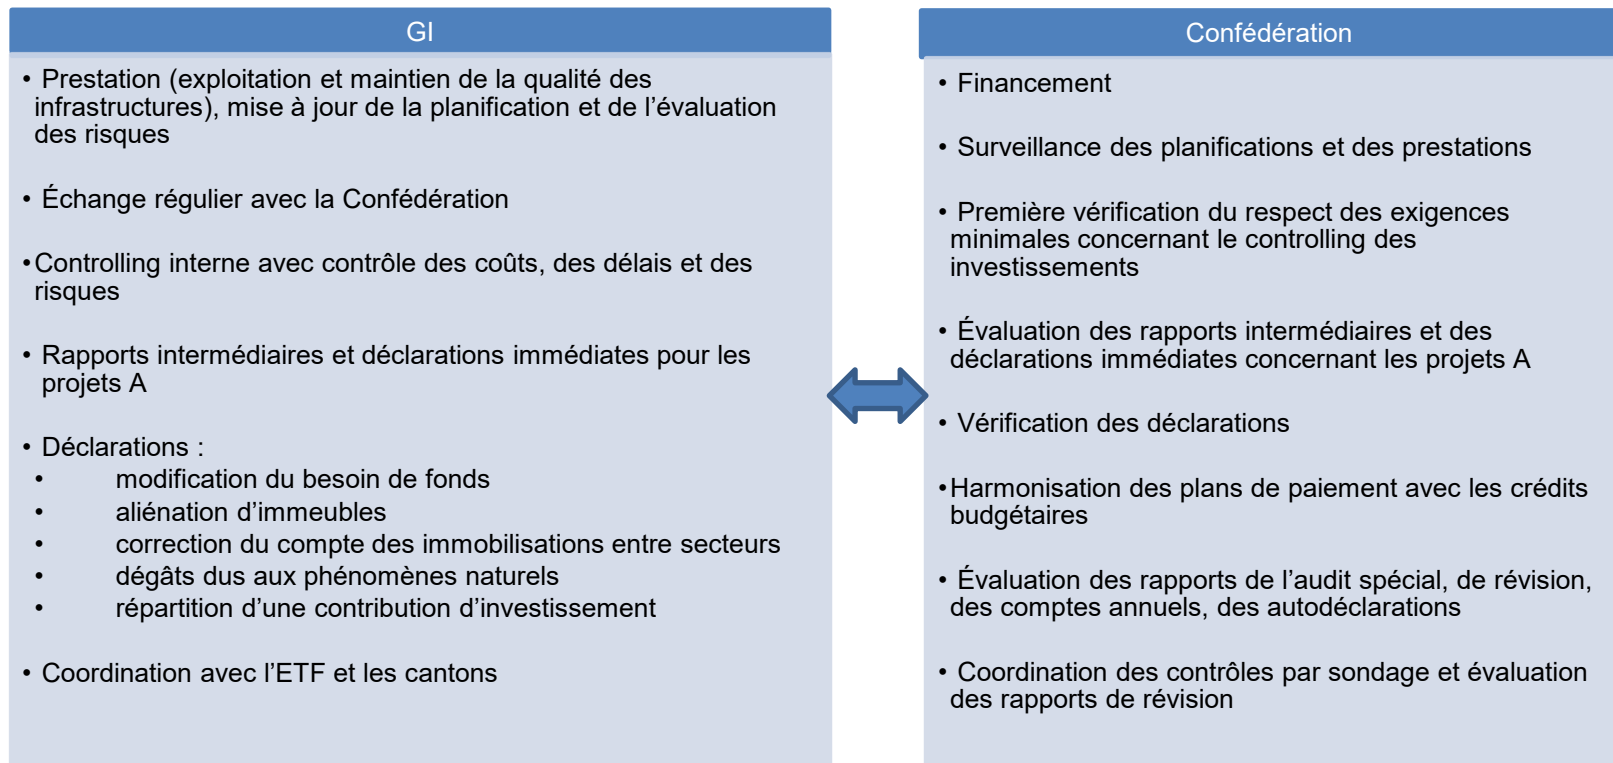 GI
• Prestation (exploitation et maintien de la qualité des
infrastructures), mise à jour de la planification et de l’évaluation
des risques
• Échange régulier avec la Confédération
•Controlling interne avec contrôle des coûts, des délais et des
risques
• Rapports intermédiaires et déclarations immédiates pour les
projets A
• Déclarations :
• modification du besoin de fonds
• aliénation d’immeubles
• correction du compte des immobilisations entre secteurs
• dégâts dus aux phénomènes naturels
• répartition d’une contribution d’investissement
• Coordination avec l’ETF et les cantons
Confédération
• Financement
• Surveillance des planifications et des prestations
• Première vérification du respect des exigences
minimales concernant le controlling des
investissements
• Évaluation des rapports intermédiaires et des
déclarations immédiates concernant les projets A
• Vérification des déclarations
•Harmonisation des plans de paiement avec les crédits
budgétaires
• Évaluation des rapports de l’audit spécial, de révision,
des comptes annuels, des autodéclarations
• Coordination des contrôles par sondage et évaluation
des rapports de révision